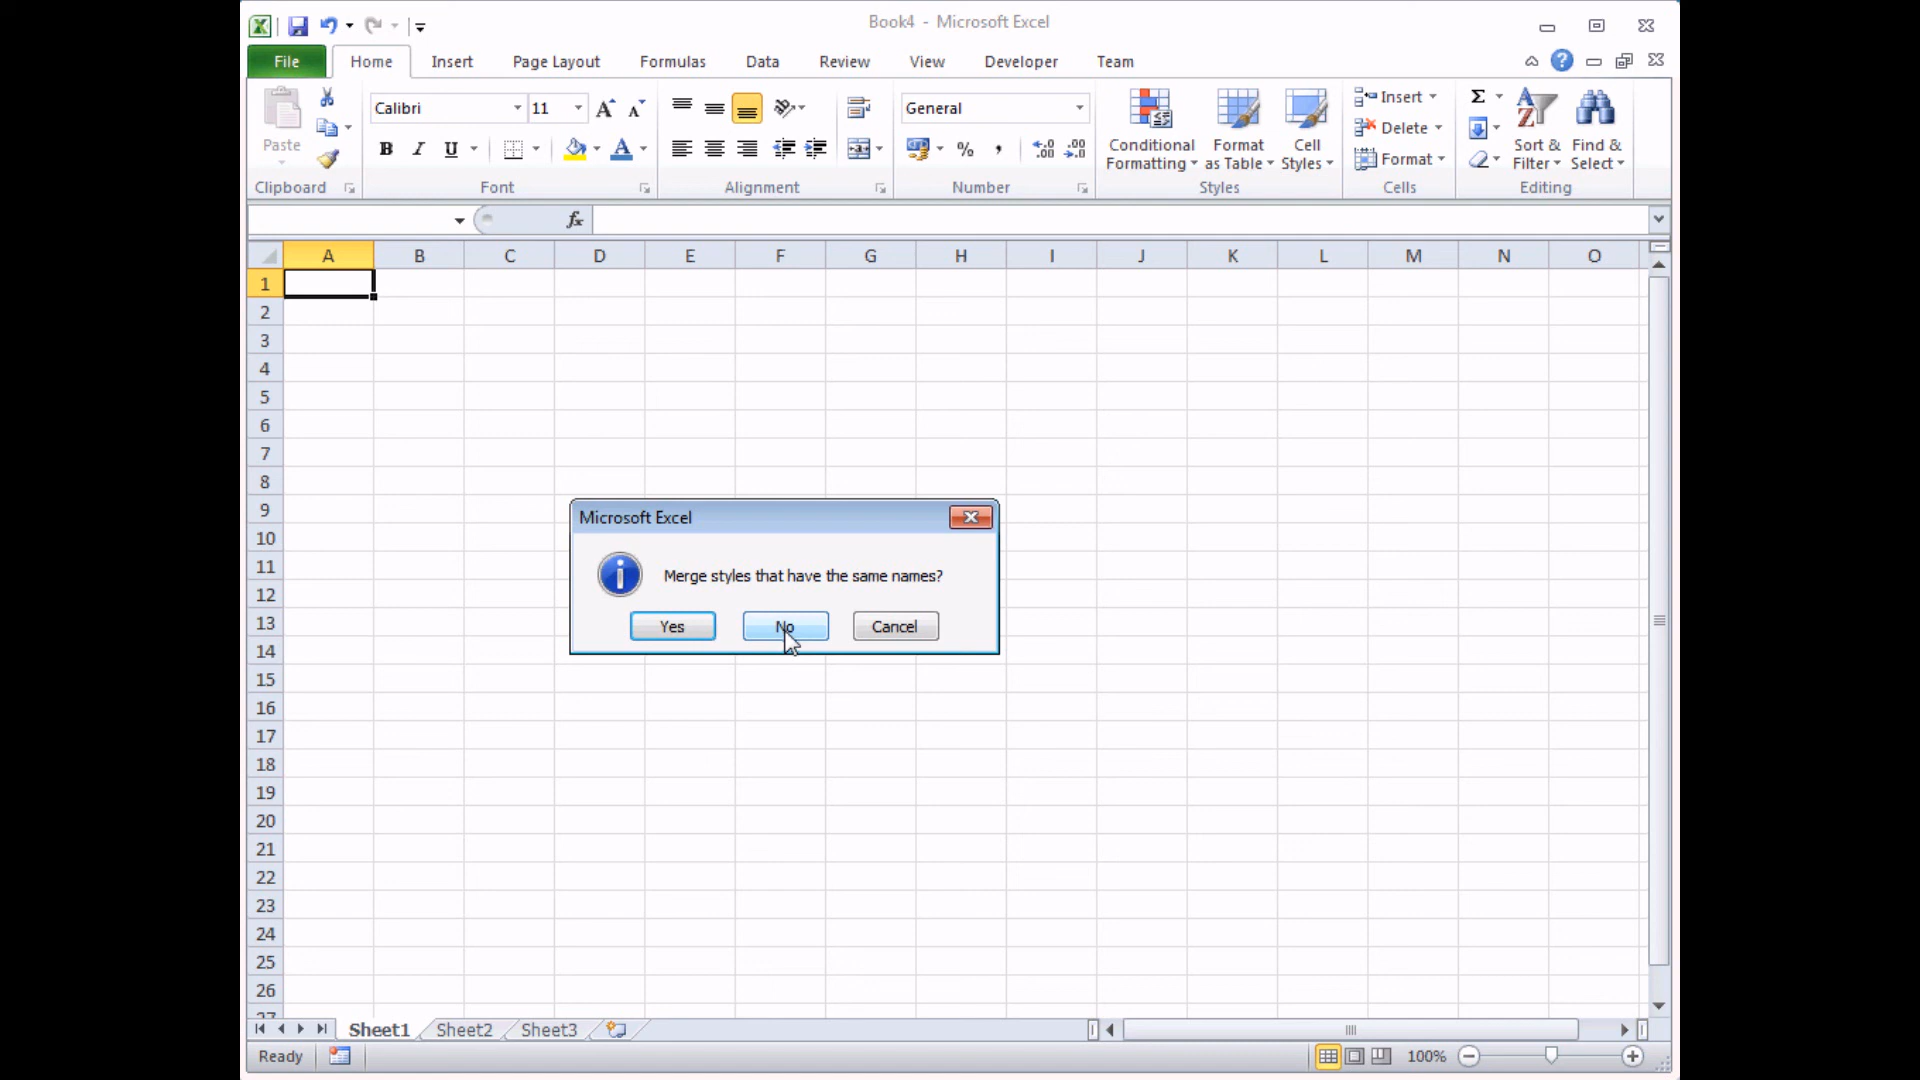 Book4 - Microsoft Excel
File Home Insert Page Layout Formulas Data Review View Developer Team
Paste
Clipboard
Calibri 11
B I U A
Font
Alignment
General
% ,
Number
Conditional Formatting
Format as Table
Cell Styles
Styles
Insert
Delete
Format
Cells
Σ
Sort & Filter
Find & Select
Editing
fx
A B C D E F G H I J K L M N O
1
2
3
4
5
6
7
8
9
10
11
12
13
14
15
16
17
18
19
20
21
22
23
24
25
26
27
Microsoft Excel
Merge styles that have the same names?
Yes No Cancel
Sheet1 Sheet2 Sheet3
Ready 100%